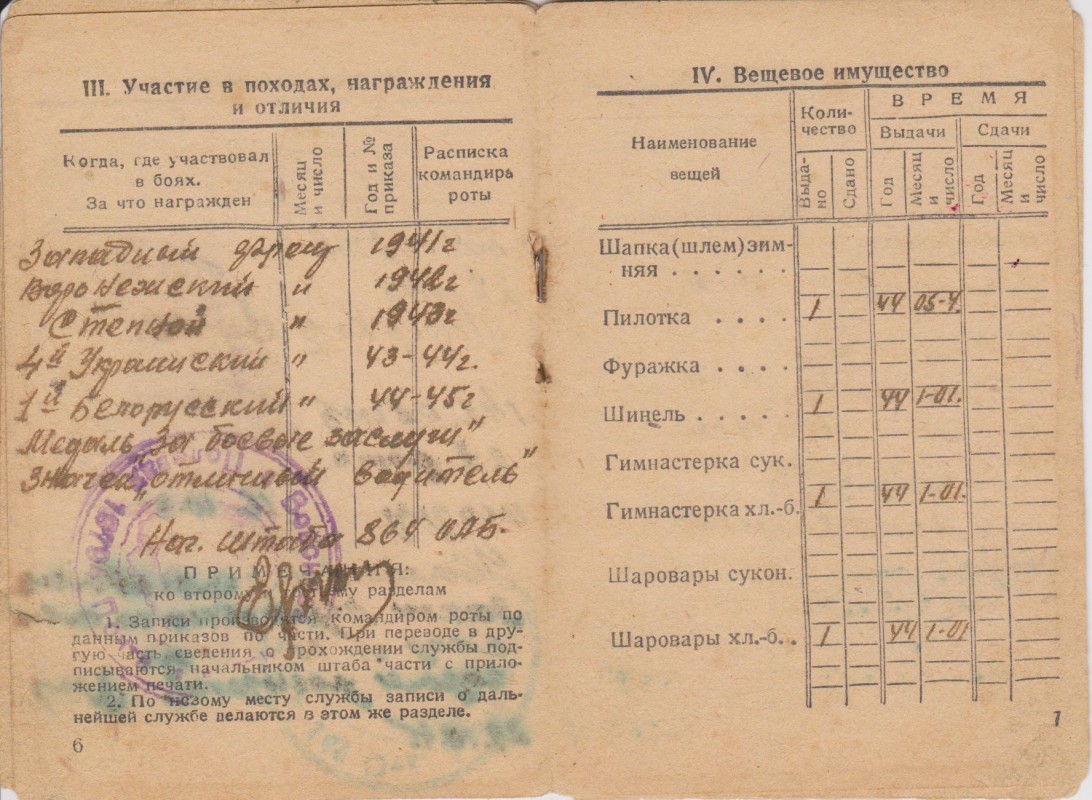 III. Участие в походах, награждения
и отличия
Когда, где участвовал
в боях.
За что награжден
Месяц
и число
Год и №
приказа
Расписка
командира
роты
Западный фронт 1941г
Воронежский " 1942г
Степной " 1943г
4й Украинский " 43-44г.
1й Белорусский " 44-45г
Медаль "За боевые заслуги"
Значек "отличный водитель"
Нач. штаба 864 ОАБ.
ПРИМЕЧАНИЯ:
ко второму и третьему разделам
1. Записи производятся командиром роты по
данным приказов по части. При переводе в дру-
гую часть сведения о прохождении службы под-
писываются начальником штаба части с прило-
жением печати.
2. По новому месту службы записи о даль-
нейшей службе делаются в этом же разделе.
6
IV. Вещевое имущество
Наименование
вещей
Коли-
чество
ВРЕМЯ
Выдачи
Сдачи
Выда-
но
Сдано
Год
Месяц
и
число
Год
Месяц
и
число
Шапка(шлем)зим-
няя . . . . . .
Пилотка . . . . 1 44 05-4.
Фуражка . . . .
Шинель . . . . . 1 44 1-01.
Гимнастерка сук.
Гимнастерка хл.-б. 1 44 1-01.
Шаровары сукон.
Шаровары хл.-б. . 1 44 1-01
7